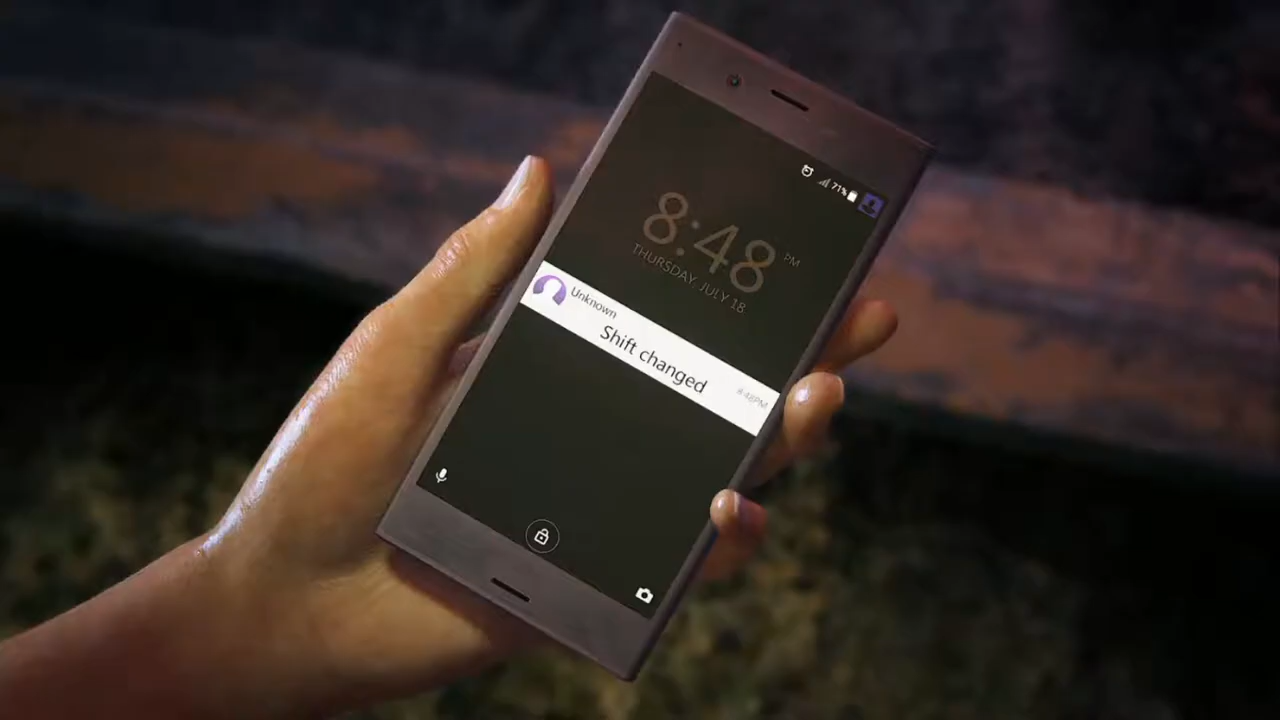 71%
8:48 PM
THURSDAY, JULY 18
Unknown
Shift changed
8:48PM